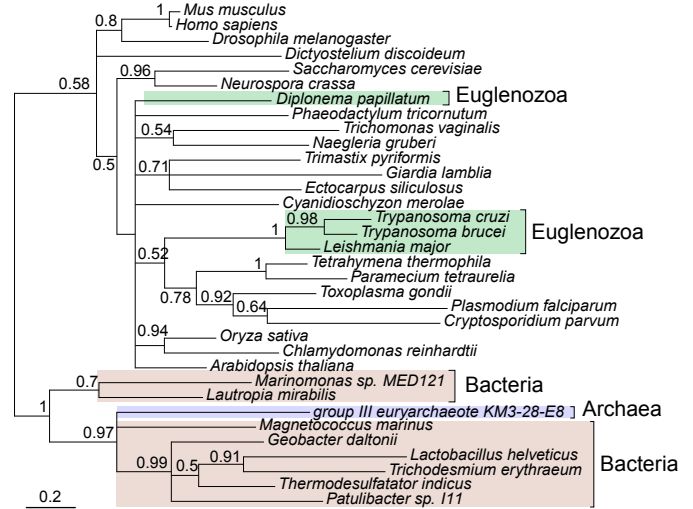 1 Mus musculus
0.8 Homo sapiens
Drosophila melanogaster
Dictyostelium discoideum
0.58 0.96 Saccharomyces cerevisiae
Neurospora crassa
Diplonema papillatum Euglenozoa
Phaeodactylum tricornutum
0.54 Trichomonas vaginalis
Naegleria gruberi
0.5 0.71 Trimastix pyriformis
Giardia lamblia
Ectocarpus siliculosus
Cyanidioschyzon merolae
0.98 Trypanosoma cruzi
1 Trypanosoma brucei Euglenozoa
Leishmania major
0.52 1 Tetrahymena thermophila
Paramecium tetraurelia
0.78 0.92 Toxoplasma gondii
0.64 Plasmodium falciparum
Cryptosporidium parvum
0.94 Oryza sativa
Chlamydomonas reinhardtii
Arabidopsis thaliana
0.7 Marinomonas sp. MED121 Bacteria
Lautropia mirabilis
1 group III euryarchaeote KM3-28-E8 Archaea
0.97 Magnetococcus marinus
Geobacter daltonii
0.99 0.5 0.91 Lactobacillus helveticus Bacteria
Trichodesmium erythraeum
Thermodesulfatator indicus
0.2 Patulibacter sp. I11